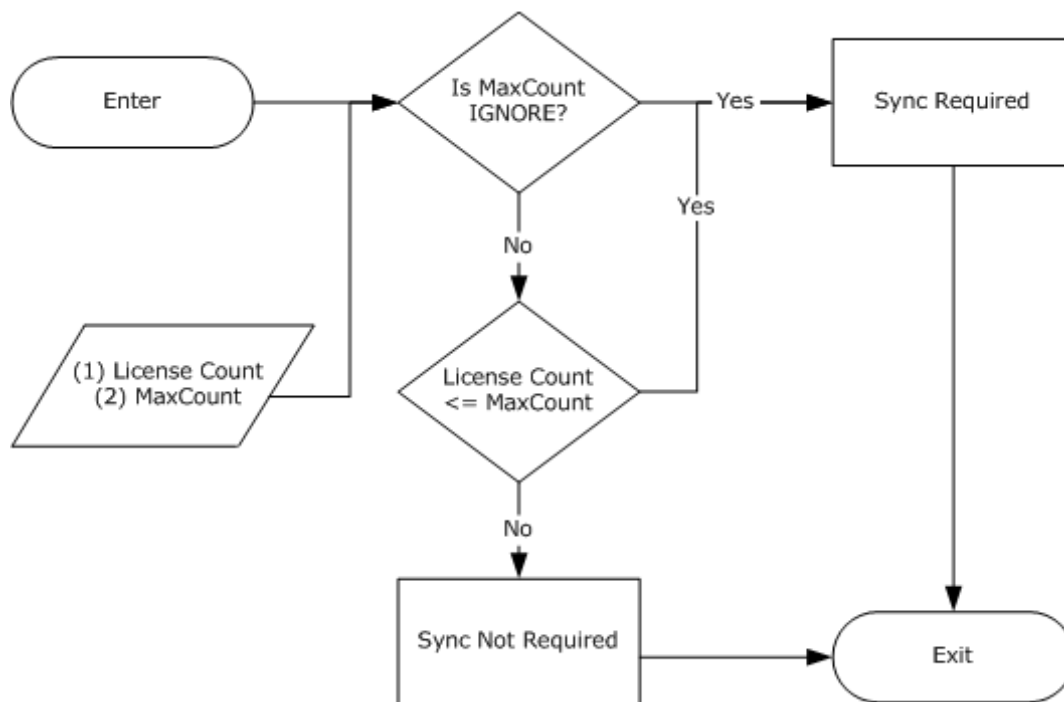 Enter
Is MaxCount
IGNORE?
Yes
Sync Required
Yes
No
(1) License Count
(2) MaxCount
License Count
<= MaxCount
No
Sync Not Required
Exit